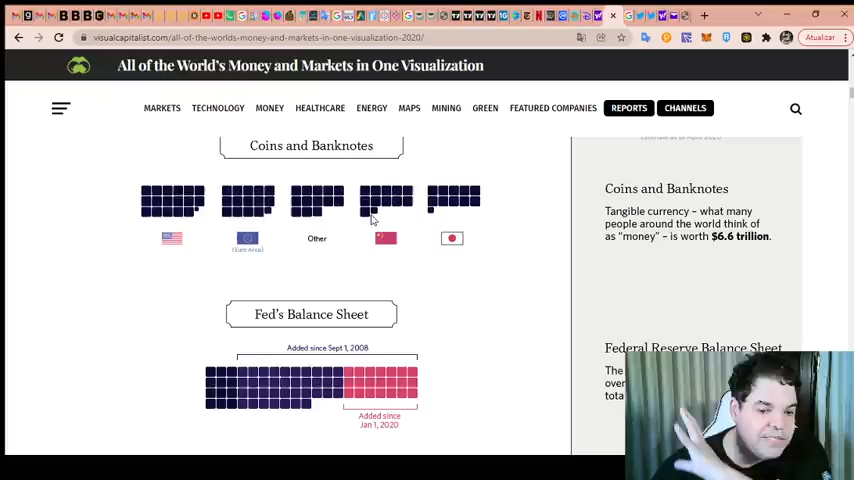 B B B G
visualcapitalist.com/all-of-the-worlds-money-and-markets-in-one-visualization-2020/
Atualizar
All of the World's Money and Markets in One Visualization
MARKETS TECHNOLOGY MONEY HEALTHCARE ENERGY MAPS MINING GREEN FEATURED COMPANIES REPORTS CHANNELS
Coins and Banknotes
(Euro Area)
Other
Fed's Balance Sheet
Added since Sept 1, 2008
Added since
Jan 1, 2020
Coins and Banknotes
Tangible currency – what many
people around the world think of
as "money" – is worth $6.6 trillion.
Federal Reserve Balance Sheet
The
over
tota